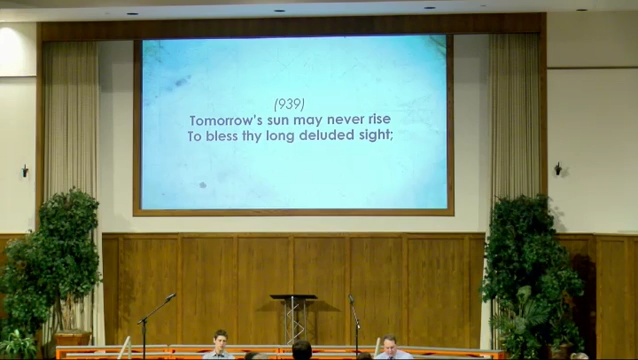 (939)
Tomorrow's sun may never rise
To bless thy long deluded sight;